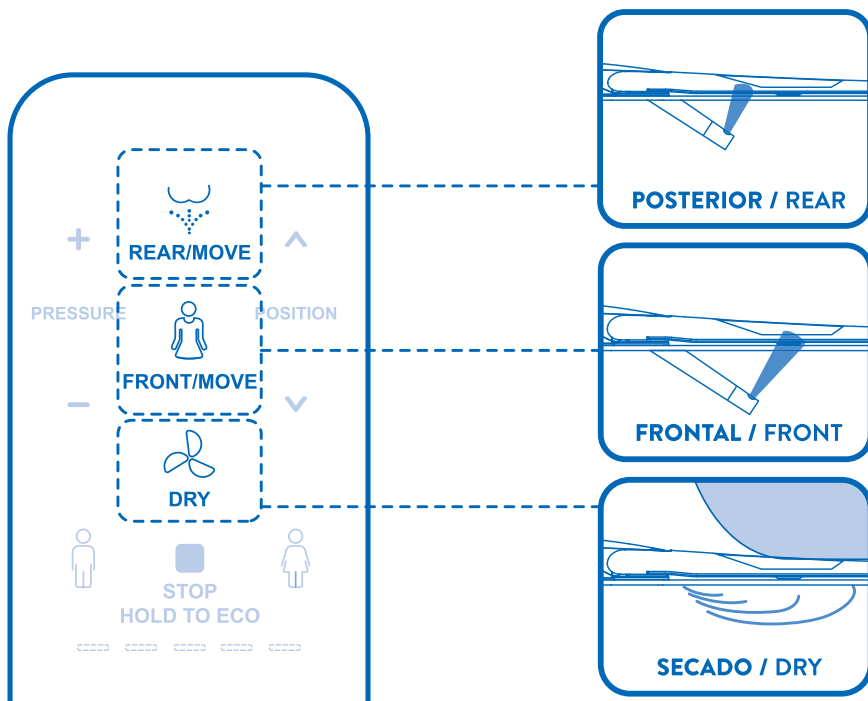 REAR/MOVE
+
PRESSURE
POSITION
FRONT/MOVE
−
DRY
STOP
HOLD TO ECO
POSTERIOR / REAR
FRONTAL / FRONT
SECADO / DRY